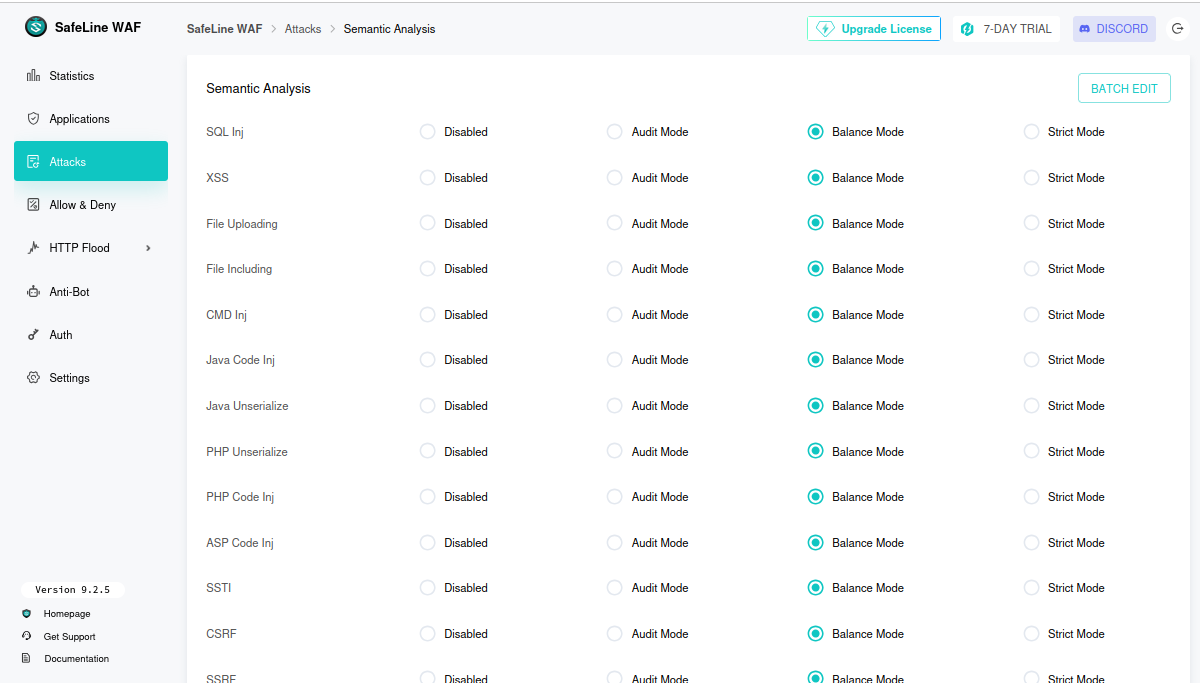 SafeLine WAF
SafeLine WAF > Attacks > Semantic Analysis
Upgrade License
7-DAY TRIAL
DISCORD
Statistics
Applications
Attacks
Allow & Deny
HTTP Flood
Anti-Bot
Auth
Settings
Version 9.2.5
Homepage
Get Support
Documentation
Semantic Analysis
BATCH EDIT
SQL Inj Disabled Audit Mode Balance Mode Strict Mode
XSS Disabled Audit Mode Balance Mode Strict Mode
File Uploading Disabled Audit Mode Balance Mode Strict Mode
File Including Disabled Audit Mode Balance Mode Strict Mode
CMD Inj Disabled Audit Mode Balance Mode Strict Mode
Java Code Inj Disabled Audit Mode Balance Mode Strict Mode
Java Unserialize Disabled Audit Mode Balance Mode Strict Mode
PHP Unserialize Disabled Audit Mode Balance Mode Strict Mode
PHP Code Inj Disabled Audit Mode Balance Mode Strict Mode
ASP Code Inj Disabled Audit Mode Balance Mode Strict Mode
SSTI Disabled Audit Mode Balance Mode Strict Mode
CSRF Disabled Audit Mode Balance Mode Strict Mode
SSRF Disabled Audit Mode Balance Mode Strict Mode